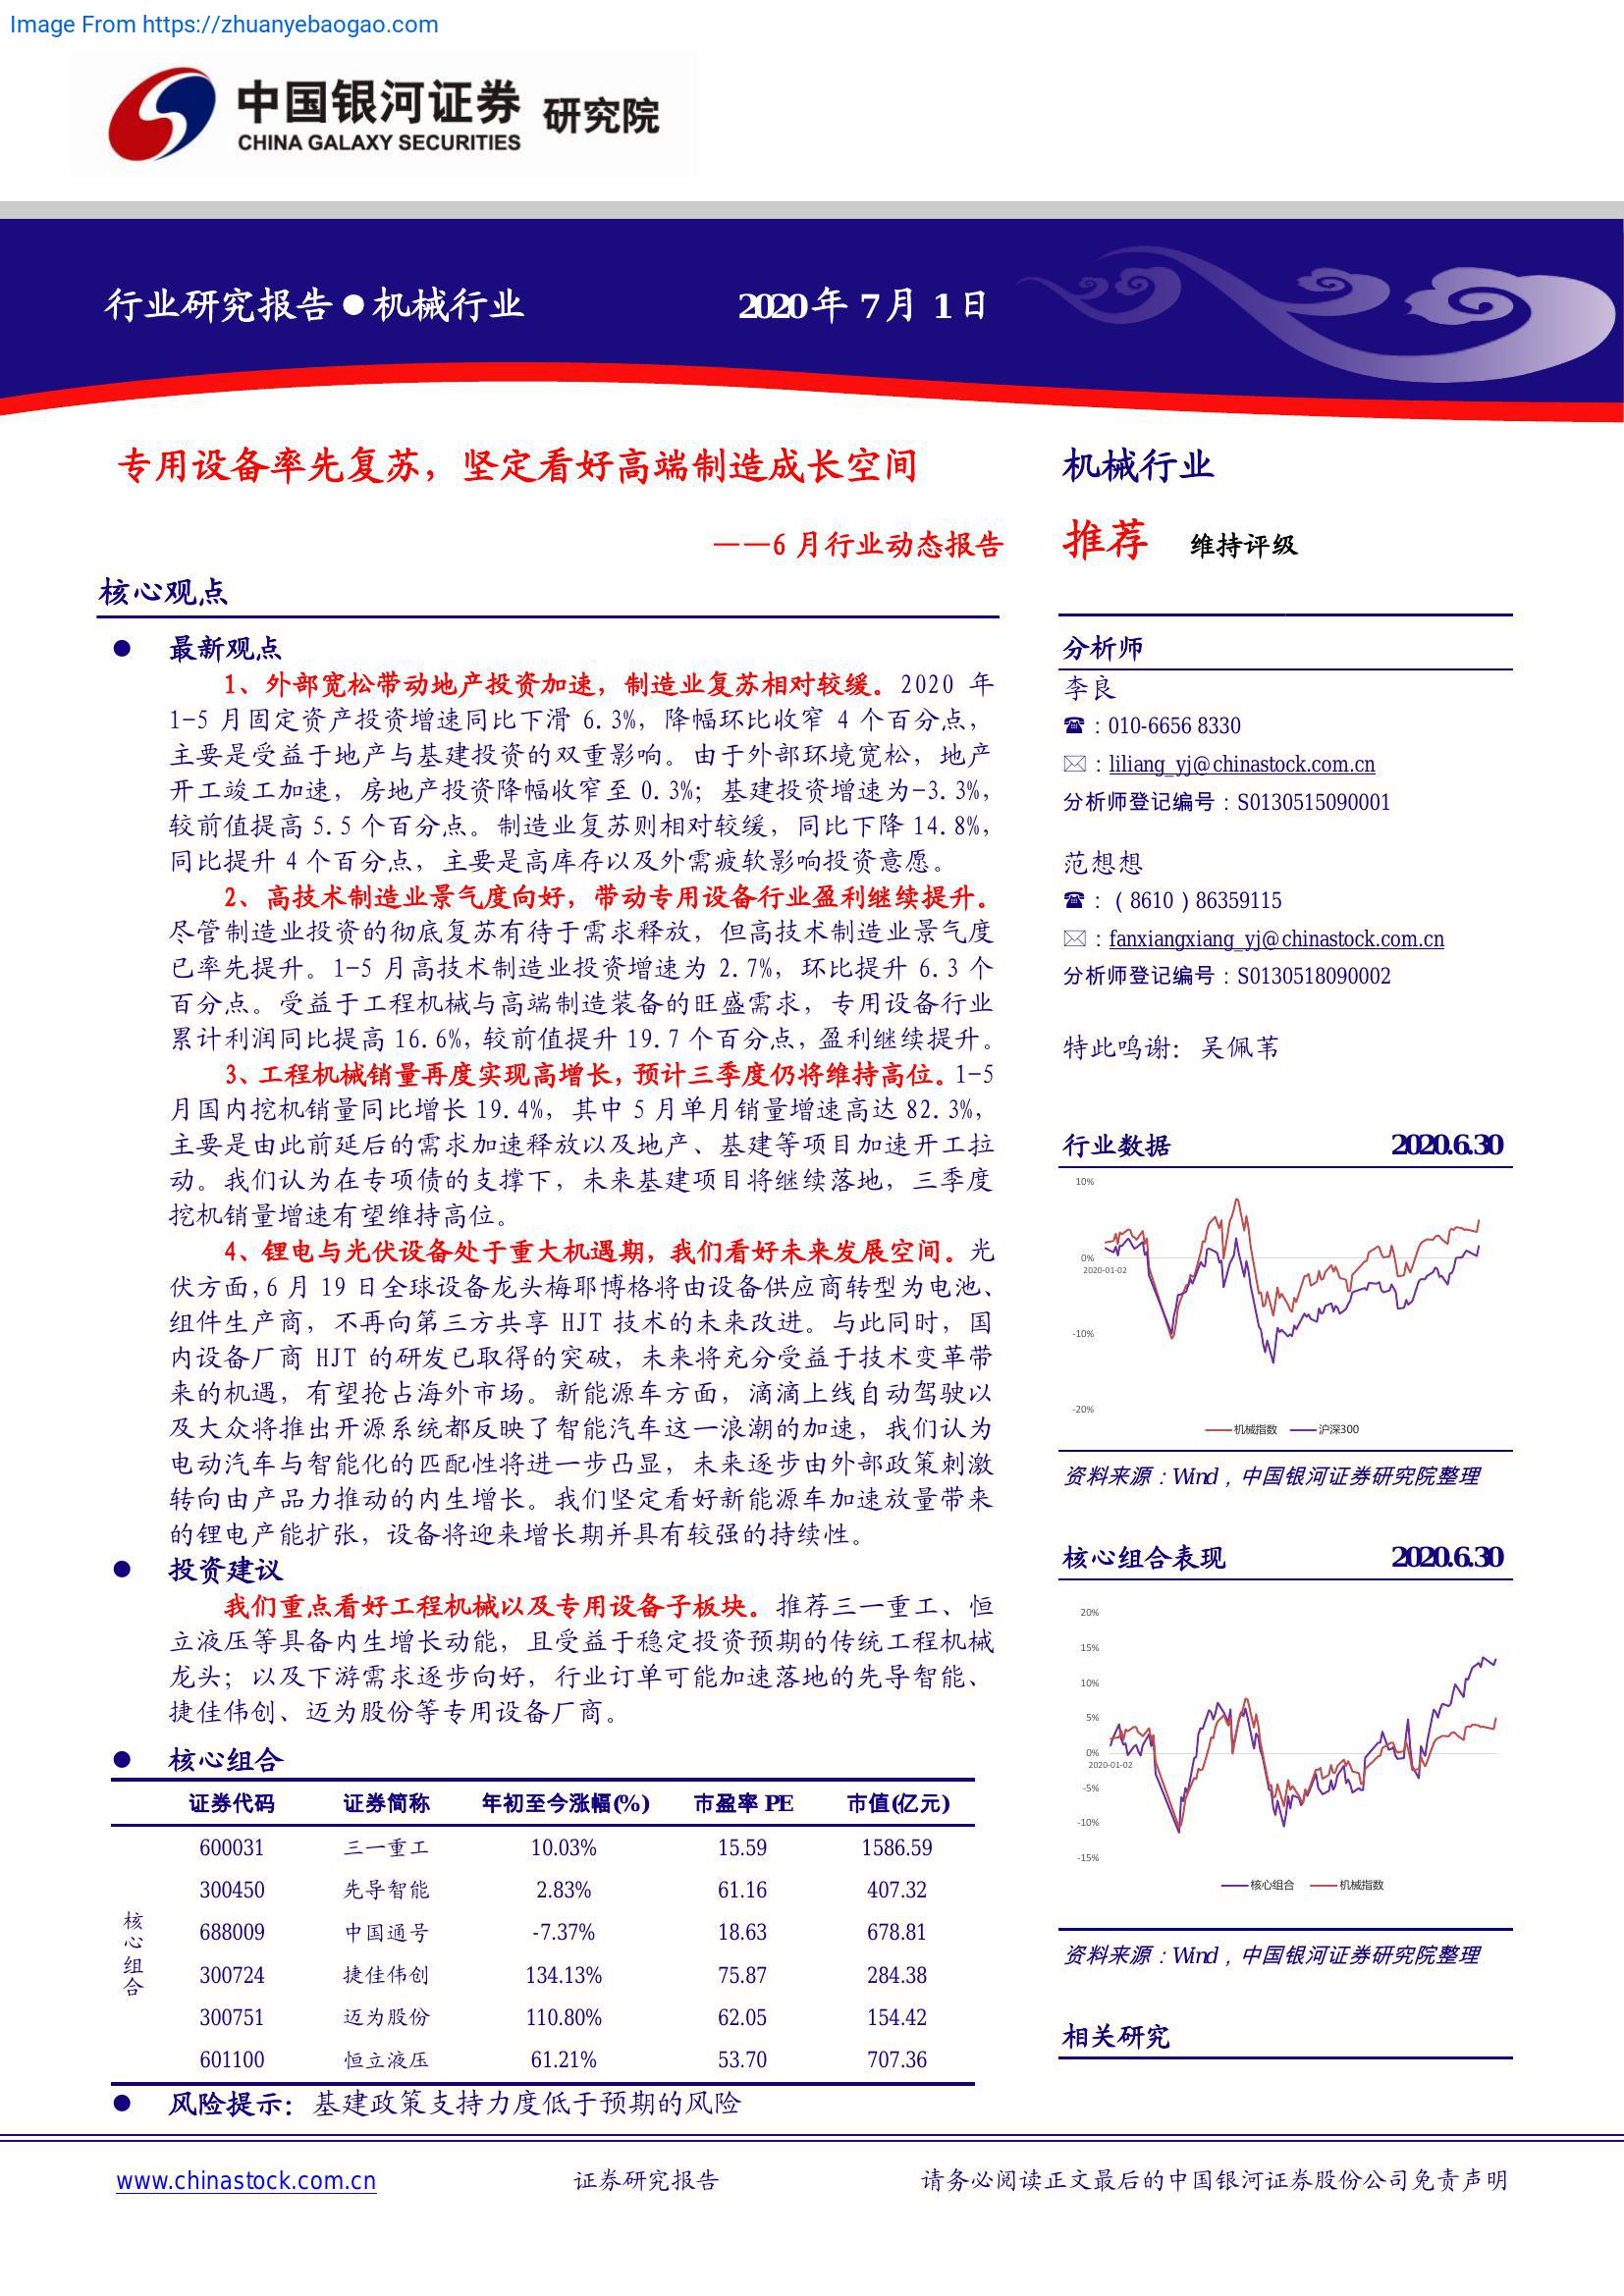 Image From https://zhuanyebaogao.com
中国银河证券 研究院
CHINA GALAXY SECURITIES
行业研究报告●机械行业 2020年 7月 1日
专用设备率先复苏，坚定看好高端制造成长空间
——6 月行业动态报告
核心观点
● 最新观点
1、外部宽松带动地产投资加速，制造业复苏相对较缓。2020 年
1-5 月固定资产投资增速同比下滑 6.3%，降幅环比收窄 4 个百分点，
主要是受益于地产与基建投资的双重影响。由于外部环境宽松，地产
开工竣工加速，房地产投资降幅收窄至 0.3%；基建投资增速为-3.3%，
较前值提高 5.5 个百分点。制造业复苏则相对较缓，同比下降 14.8%，
同比提升 4 个百分点，主要是高库存以及外需疲软影响投资意愿。
2、高技术制造业景气度向好，带动专用设备行业盈利继续提升。
尽管制造业投资的彻底复苏有待于需求释放，但高技术制造业景气度
已率先提升。1-5 月高技术制造业投资增速为 2.7%，环比提升 6.3 个
百分点。受益于工程机械与高端制造装备的旺盛需求，专用设备行业
累计利润同比提高 16.6%，较前值提升 19.7 个百分点，盈利继续提升。
3、工程机械销量再度实现高增长，预计三季度仍将维持高位。1-5
月国内挖机销量同比增长 19.4%，其中 5 月单月销量增速高达 82.3%，
主要是由此前延后的需求加速释放以及地产、基建等项目加速开工拉
动。我们认为在专项债的支撑下，未来基建项目将继续落地，三季度
挖机销量增速有望维持高位。
4、锂电与光伏设备处于重大机遇期，我们看好未来发展空间。光
伏方面，6 月 19 日全球设备龙头梅耶博格将由设备供应商转型为电池、
组件生产商，不再向第三方共享 HJT 技术的未来改进。与此同时，国
内设备厂商 HJT 的研发已取得的突破，未来将充分受益于技术变革带
来的机遇，有望抢占海外市场。新能源车方面，滴滴上线自动驾驶以
及大众将推出开源系统都反映了智能汽车这一浪潮的加速，我们认为
电动汽车与智能化的匹配性将进一步凸显，未来逐步由外部政策刺激
转向由产品力推动的内生增长。我们坚定看好新能源车加速放量带来
的锂电产能扩张，设备将迎来增长期并具有较强的持续性。
● 投资建议
我们重点看好工程机械以及专用设备子板块。推荐三一重工、恒
立液压等具备内生增长动能，且受益于稳定投资预期的传统工程机械
龙头；以及下游需求逐步向好，行业订单可能加速落地的先导智能、
捷佳伟创、迈为股份等专用设备厂商。
● 核心组合
证券代码 证券简称 年初至今涨幅(%) 市盈率 PE 市值(亿元)
核心组合
600031 三一重工 10.03% 15.59 1586.59
300450 先导智能 2.83% 61.16 407.32
688009 中国通号 -7.37% 18.63 678.81
300724 捷佳伟创 134.13% 75.87 284.38
300751 迈为股份 110.80% 62.05 154.42
601100 恒立液压 61.21% 53.70 707.36
● 风险提示：基建政策支持力度低于预期的风险
机械行业
推荐 维持评级
分析师
李良
☎：010-6656 8330
✉：liliang_yj@chinastock.com.cn
分析师登记编号：S0130515090001
范想想
☎：（8610）86359115
✉：fanxiangxiang_yj@chinastock.com.cn
分析师登记编号：S0130518090002
特此鸣谢：吴佩苇
行业数据 2020.6.30
10%
0%
2020-01-02
-10%
-20%
机械指数 沪深300
资料来源：Wind，中国银河证券研究院整理
核心组合表现 2020.6.30
20%
15%
10%
5%
0%
2020-01-02
-5%
-10%
-15%
核心组合 机械指数
资料来源：Wind，中国银河证券研究院整理
相关研究
www.chinastock.com.cn 证券研究报告 请务必阅读正文最后的中国银河证券股份公司免责声明